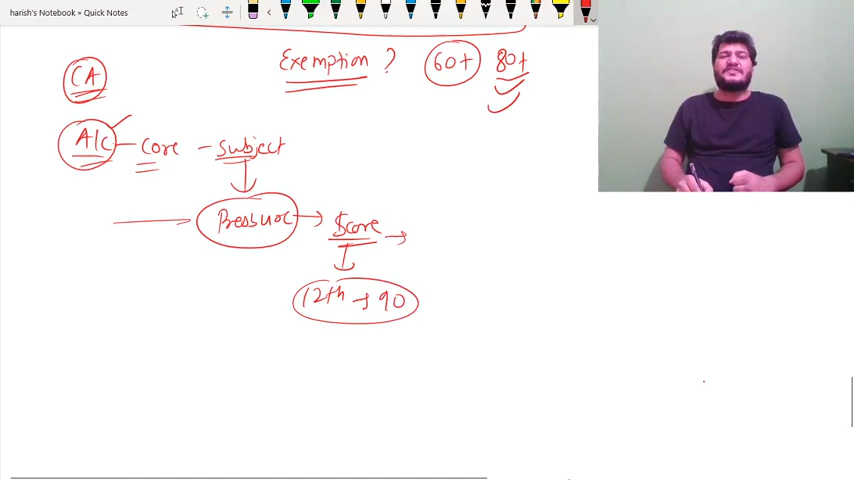 harish's Notebook » Quick Notes
Exemption ? 60+ 80+
CA
A/c - Core - Subject
Pressure → Score →
12th → 90